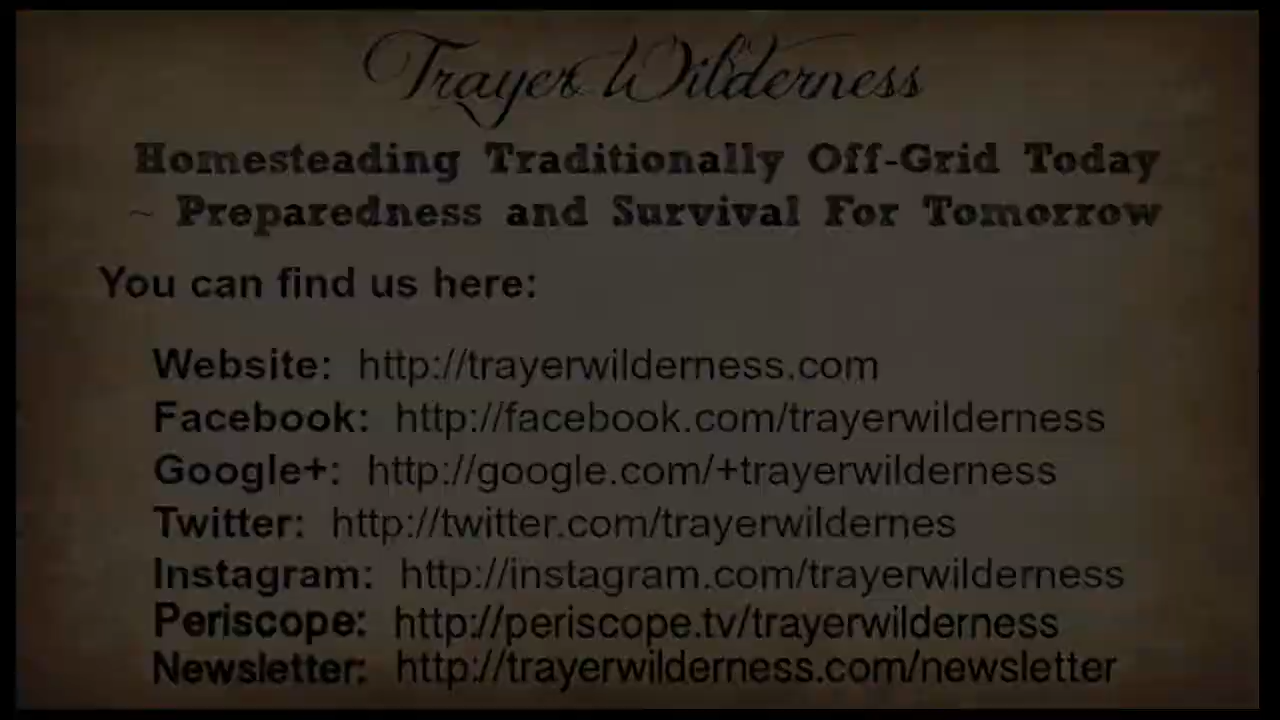 Trayer Wilderness
Homesteading Traditionally Off-Grid Today
~ Preparedness and Survival For Tomorrow
You can find us here:
Website: http://trayerwilderness.com
Facebook: http://facebook.com/trayerwilderness
Google+: http://google.com/+trayerwilderness
Twitter: http://twitter.com/trayerwildernes
Instagram: http://instagram.com/trayerwilderness
Periscope: http://periscope.tv/trayerwilderness
Newsletter: http://trayerwilderness.com/newsletter